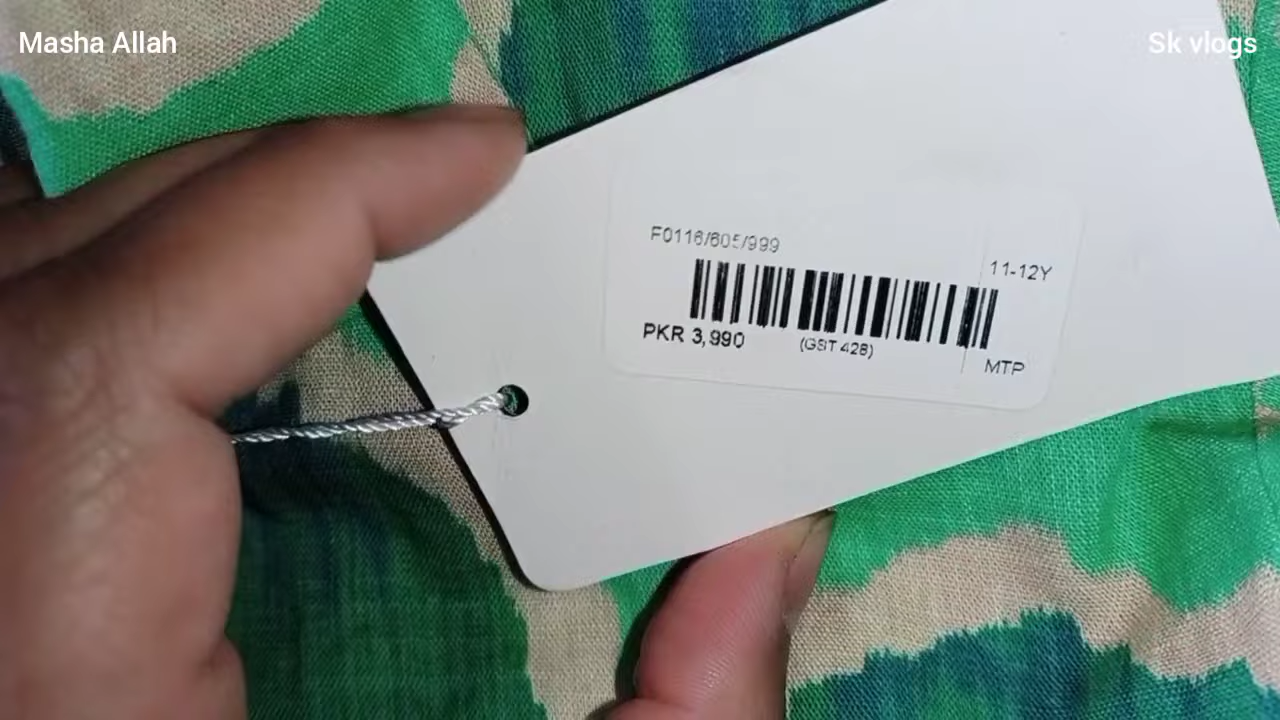 Masha Allah
Sk vlogs
F0116/605/999
11-12Y
PKR 3,990
(GST 428)
MTP